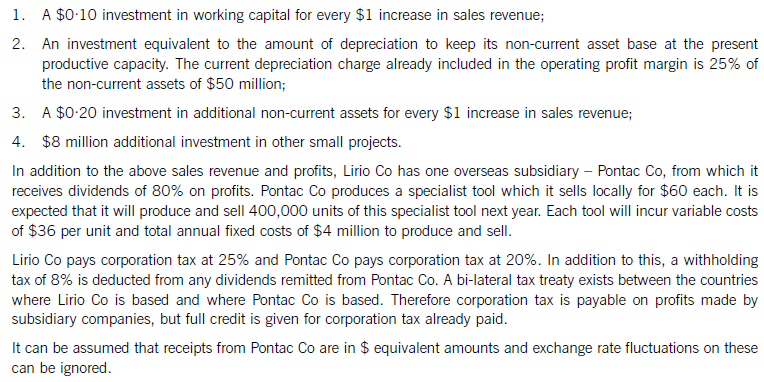 1. A $0·10 investment in working capital for every $1 increase in sales revenue;
2. An investment equivalent to the amount of depreciation to keep its non-current asset base at the present
productive capacity. The current depreciation charge already included in the operating profit margin is 25% of
the non-current assets of $50 million;
3. A $0·20 investment in additional non-current assets for every $1 increase in sales revenue;
4. $8 million additional investment in other small projects.
In addition to the above sales revenue and profits, Lirio Co has one overseas subsidiary – Pontac Co, from which it
receives dividends of 80% on profits. Pontac Co produces a specialist tool which it sells locally for $60 each. It is
expected that it will produce and sell 400,000 units of this specialist tool next year. Each tool will incur variable costs
of $36 per unit and total annual fixed costs of $4 million to produce and sell.
Lirio Co pays corporation tax at 25% and Pontac Co pays corporation tax at 20%. In addition to this, a withholding
tax of 8% is deducted from any dividends remitted from Pontac Co. A bi-lateral tax treaty exists between the countries
where Lirio Co is based and where Pontac Co is based. Therefore corporation tax is payable on profits made by
subsidiary companies, but full credit is given for corporation tax already paid.
It can be assumed that receipts from Pontac Co are in $ equivalent amounts and exchange rate fluctuations on these
can be ignored.